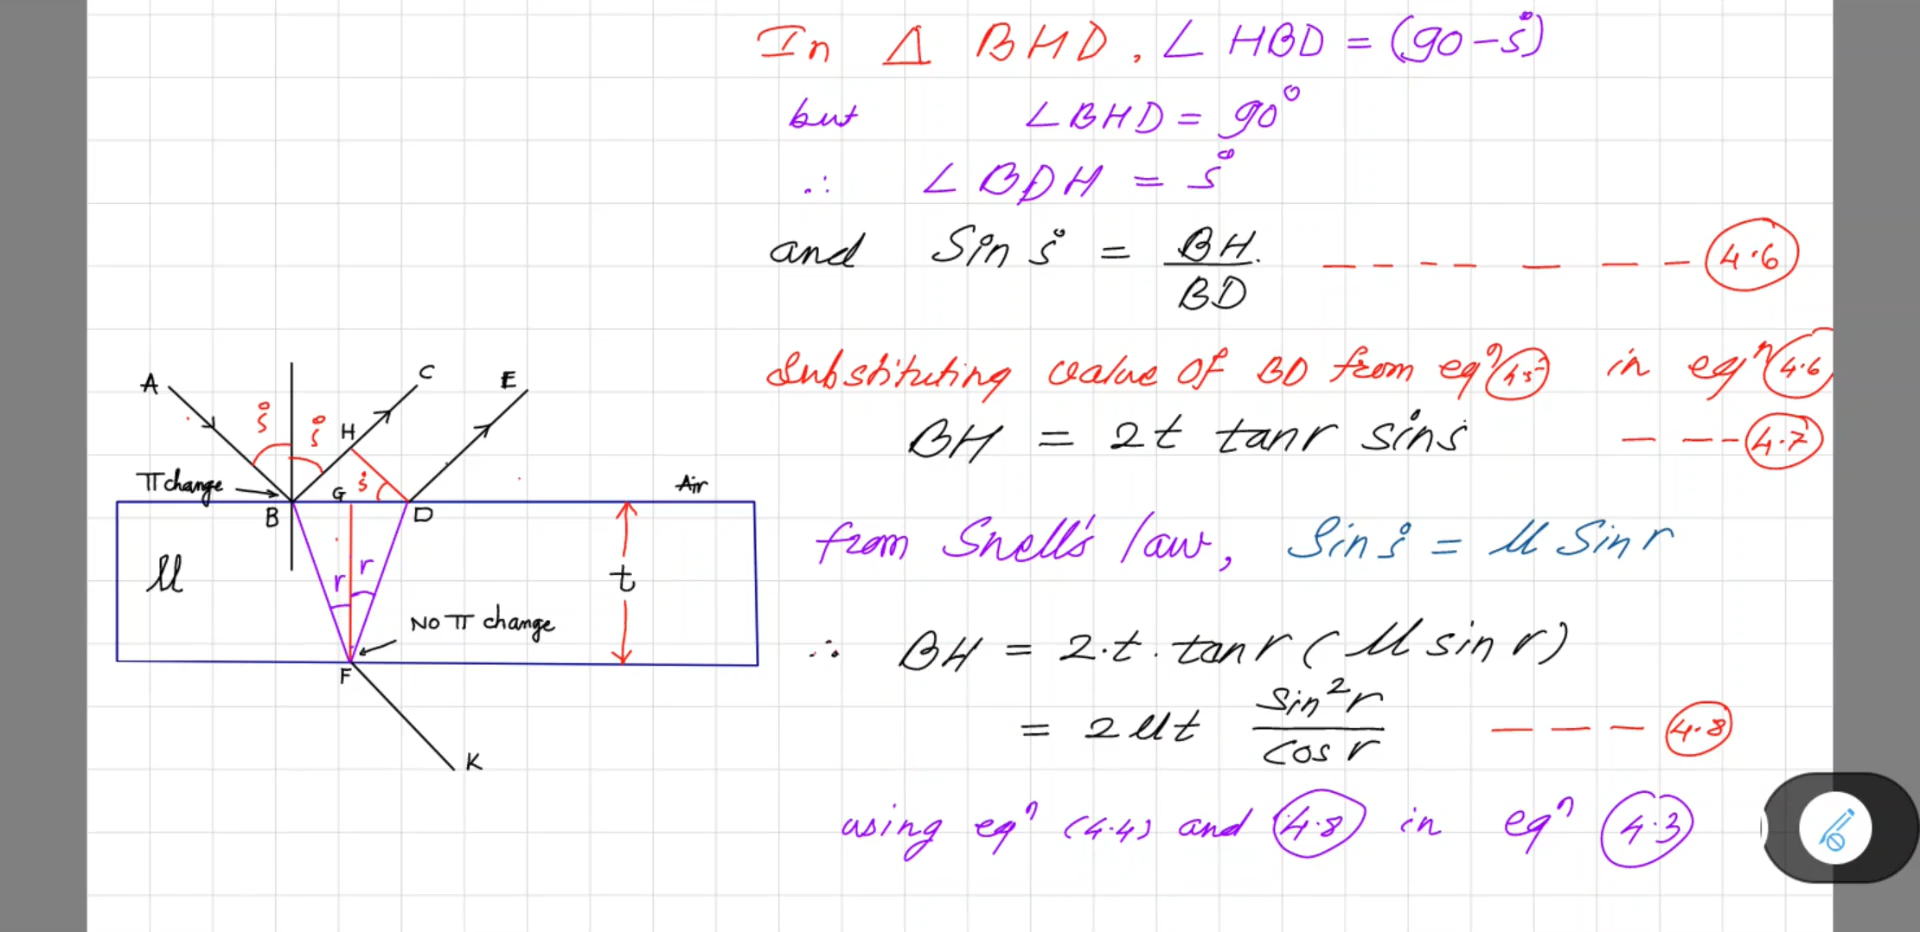 In Δ BHD, ∠ HBD = (90-i)
but ∠BHD = 90°
∴ ∠ BDH = i
and Sin i = BH/BD ---- (4.6)
Substituting value of BD from eqⁿ (4.5) in eqⁿ (4.6)
BH = 2t tanr sini --- (4.7)
from Snell's law, Sin i = μ Sin r
∴ BH = 2.t. tanr (μ sin r)
= 2μt sin²r/cos r --- (4.8)
using eqⁿ (4.4) and (4.8) in eqⁿ (4.3)
A
C
E
i
i
H
π change
G
i
Air
B
D
μ
r
r
t
NO π change
F
K